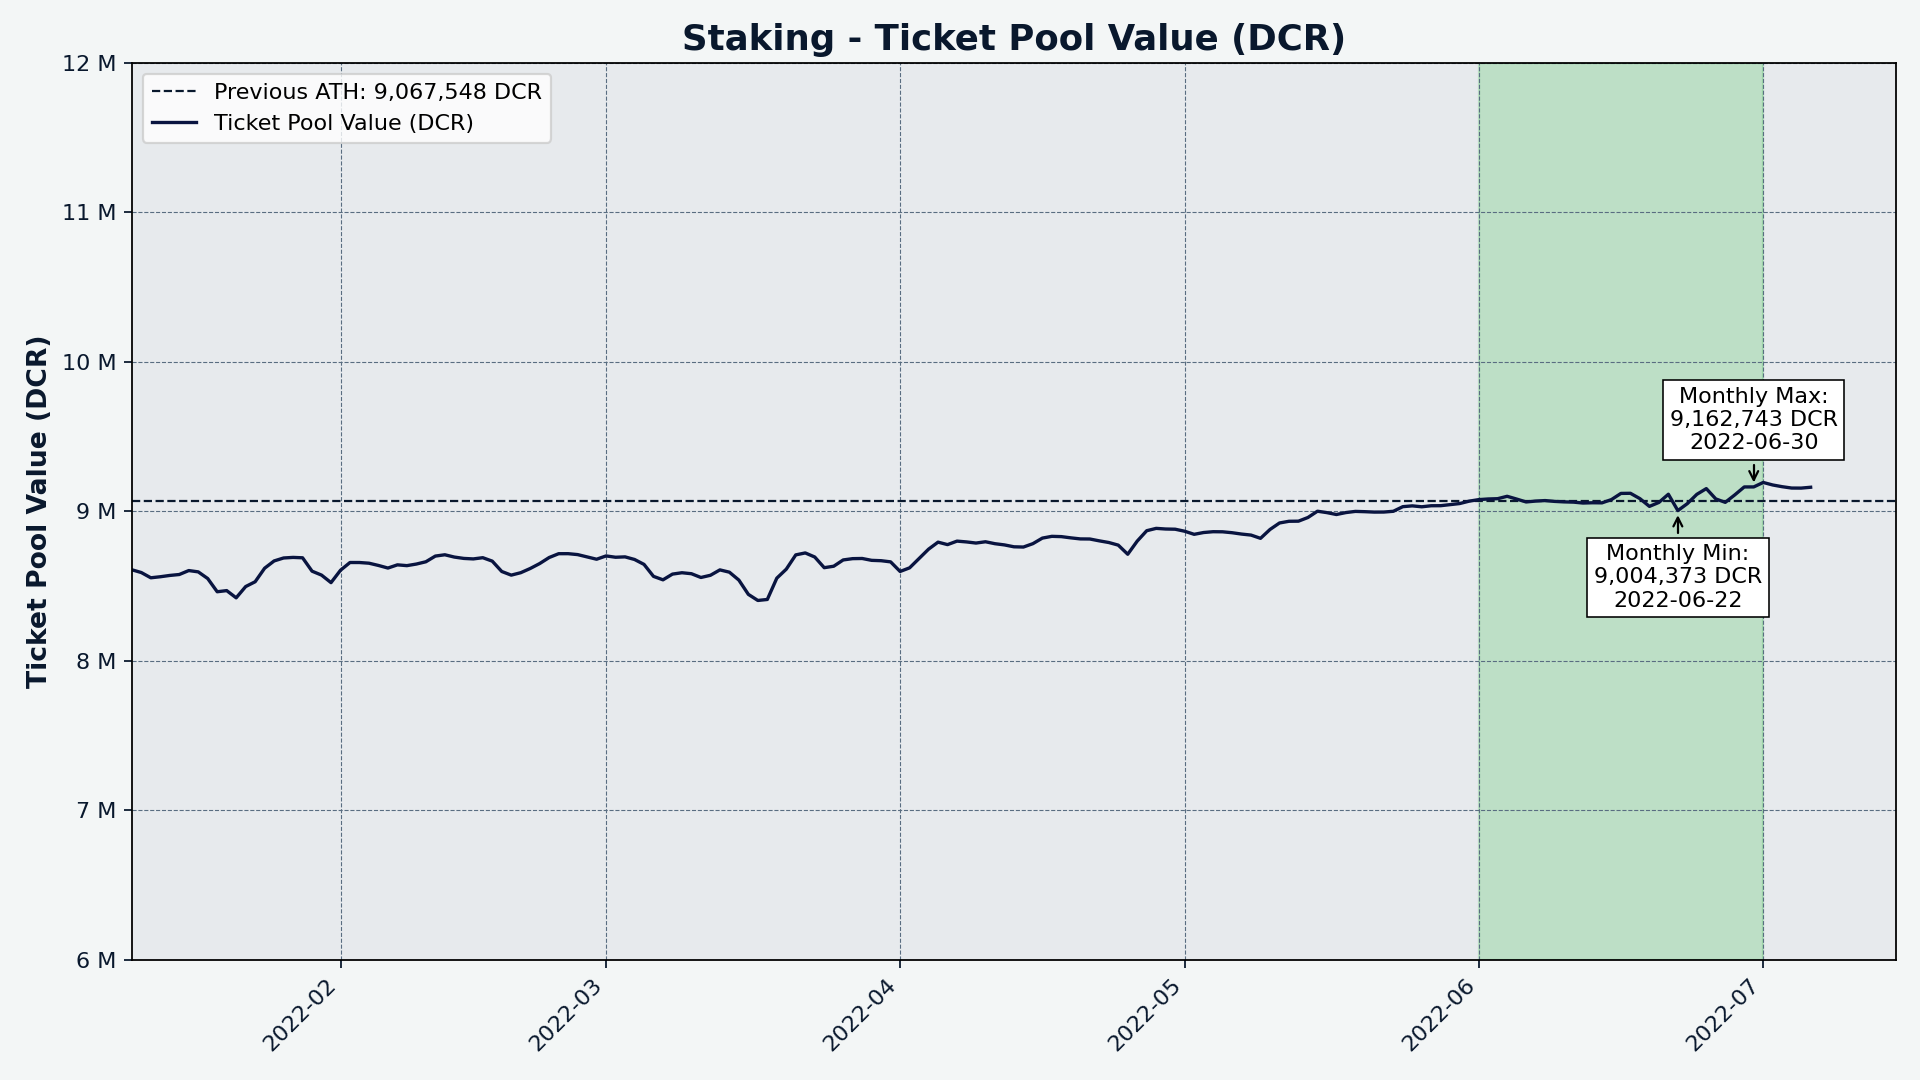 Staking - Ticket Pool Value (DCR)
Previous ATH: 9,067,548 DCR
Ticket Pool Value (DCR)
Ticket Pool Value (DCR)
12 M
11 M
10 M
9 M
8 M
7 M
6 M
Monthly Max:
9,162,743 DCR
2022-06-30
Monthly Min:
9,004,373 DCR
2022-06-22
2022-02
2022-03
2022-04
2022-05
2022-06
2022-07